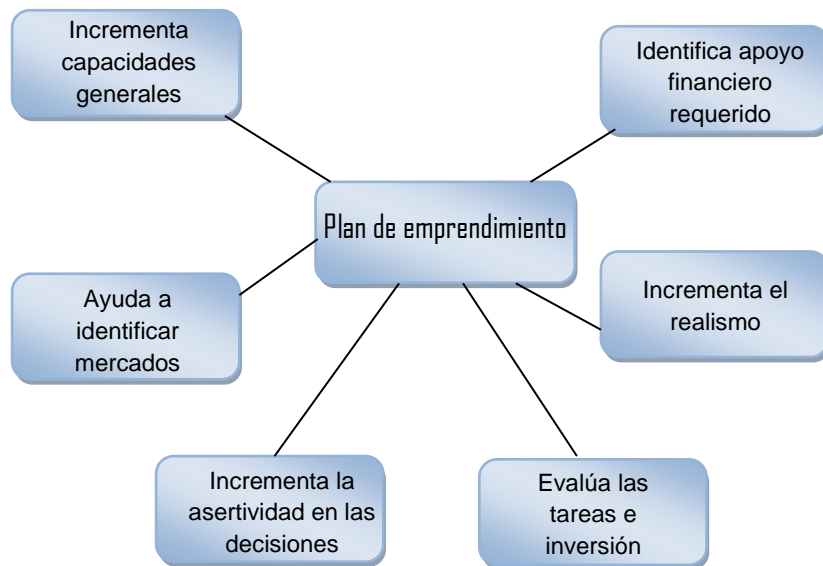 Incrementa
capacidades
generales
Identifica apoyo
financiero
requerido
Plan de emprendimiento
Ayuda a
identificar
mercados
Incrementa el
realismo
Incrementa la
asertividad en las
decisiones
Evalúa las
tareas e
inversión